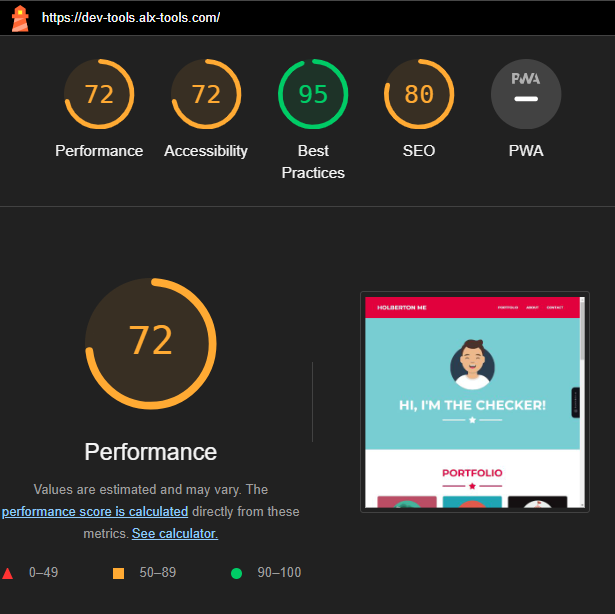 https://dev-tools.alx-tools.com/
72
72
95
80
PWA
Performance
Accessibility
Best
Practices
SEO
PWA
72
HOLBERTON ME
PORTFOLIO ABOUT CONTACT
HI, I'M THE CHECKER!
PORTFOLIO
Performance
Values are estimated and may vary. The
performance score is calculated directly from these
metrics. See calculator.
0–49
50–89
90–100